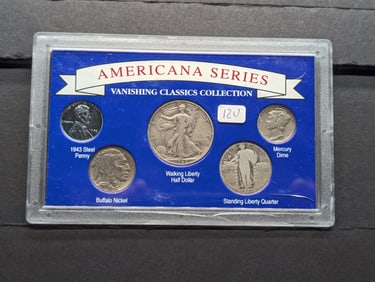 AMERICANA SERIES
VANISHING CLASSICS COLLECTION
120
1943 Steel
Penny
Mercury
Dime
Walking Liberty
Half Dollar
Buffalo Nickel
Standing Liberty Quarter